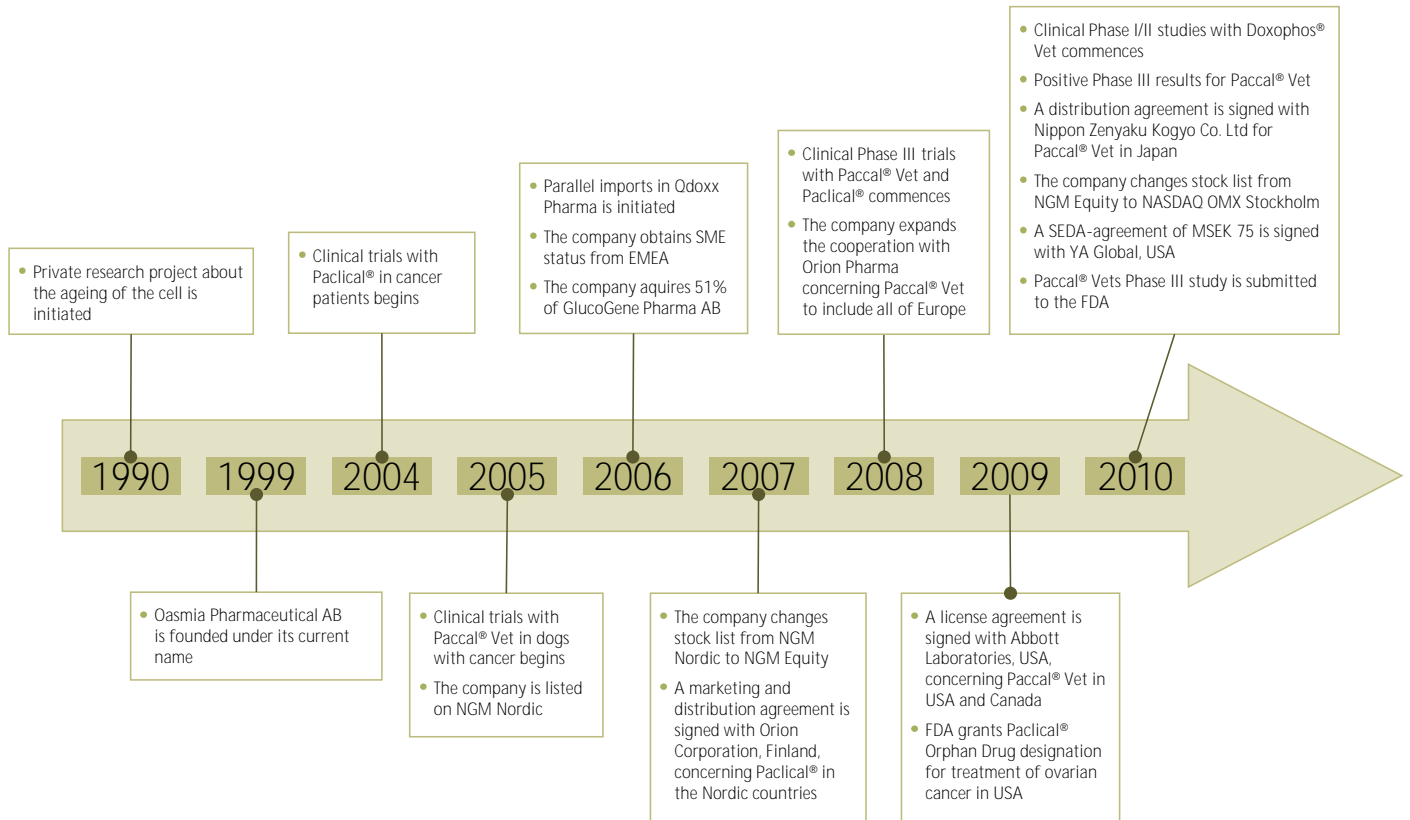 • Clinical Phase I/II studies with Doxophos®
Vet commences
• Positive Phase III results for Paccal® Vet
• A distribution agreement is signed with
Nippon Zenyaku Kogyo Co. Ltd for
Paccal® Vet in Japan
• The company changes stock list from
NGM Equity to NASDAQ OMX Stockholm
• A SEDA-agreement of MSEK 75 is signed
with YA Global, USA
• Paccal® Vets Phase III study is submitted
to the FDA
• Clinical Phase III trials
with Paccal® Vet and
Paclical® commences
• The company expands
the cooperation with
Orion Pharma
concerning Paccal® Vet
to include all of Europe
• Parallel imports in Qdoxx
Pharma is initiated
• The company obtains SME
status from EMEA
• The company aquires 51%
of GlucoGene Pharma AB
• Clinical trials with
Paclical® in cancer
patients begins
• Private research project about
the ageing of the cell is
initiated
1990 1999 2004 2005 2006 2007 2008 2009 2010
• Oasmia Pharmaceutical AB
is founded under its current
name
• Clinical trials with
Paccal® Vet in dogs
with cancer begins
• The company is listed
on NGM Nordic
• The company changes
stock list from NGM
Nordic to NGM Equity
• A marketing and
distribution agreement is
signed with Orion
Corporation, Finland,
concerning Paclical® in
the Nordic countries
• A license agreement is
signed with Abbott
Laboratories, USA,
concerning Paccal® Vet in
USA and Canada
• FDA grants Paclical®
Orphan Drug designation
for treatment of ovarian
cancer in USA